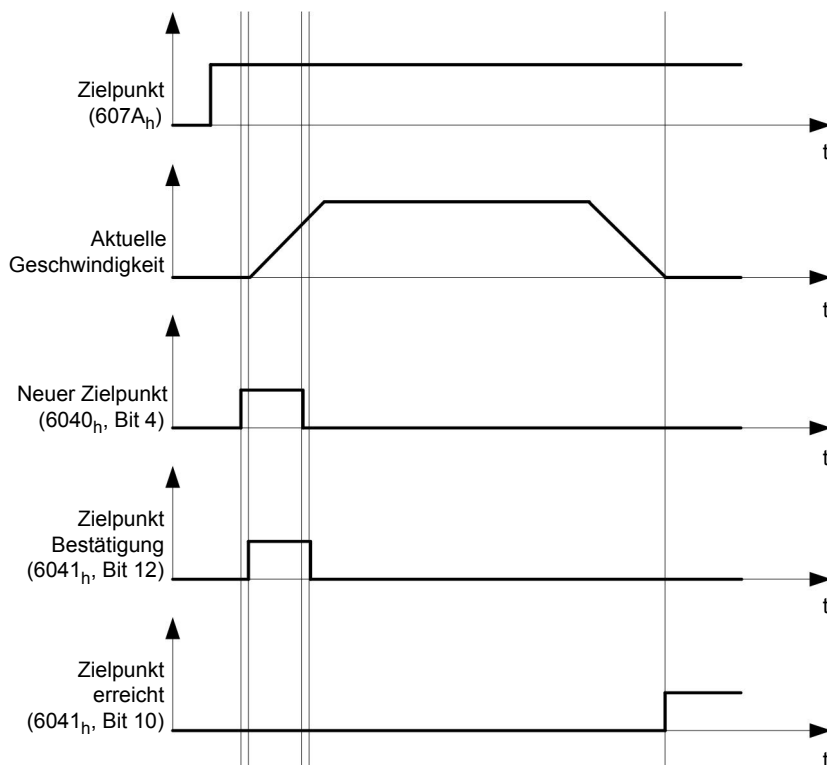 Zielpunkt
(607Ah)
t
Aktuelle
Geschwindigkeit
t
Neuer Zielpunkt
(6040h, Bit 4)
t
Zielpunkt
Bestätigung
(6041h, Bit 12)
t
Zielpunkt
erreicht
(6041h, Bit 10)
t